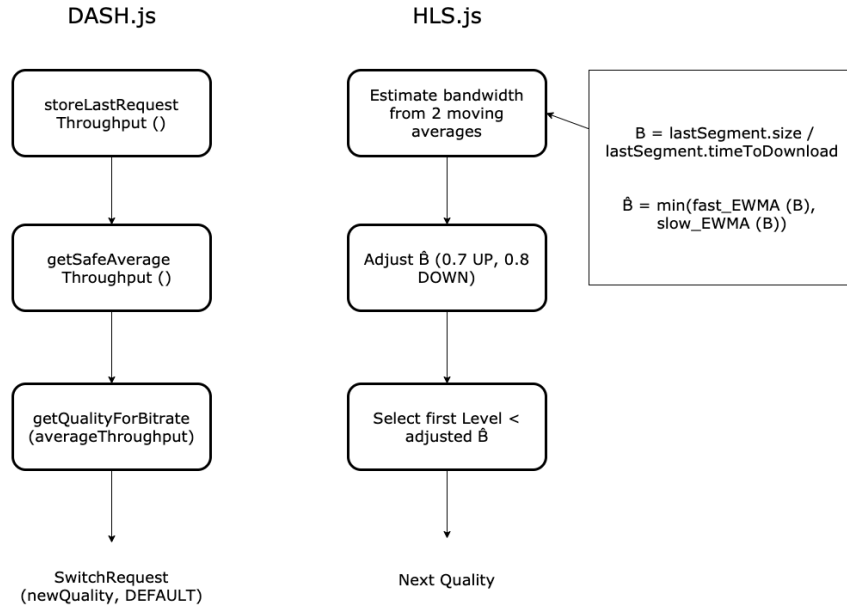 DASH.js
storeLastRequest
Throughput ()
getSafeAverage
Throughput ()
getQualityForBitrate
(averageThroughput)
SwitchRequest
(newQuality, DEFAULT)
HLS.js
Estimate bandwidth
from 2 moving
averages
Adjust B̂ (0.7 UP, 0.8
DOWN)
Select first Level <
adjusted B̂
Next Quality
B = lastSegment.size /
lastSegment.timeToDownload
B̂ = min(fast_EWMA (B),
slow_EWMA (B))